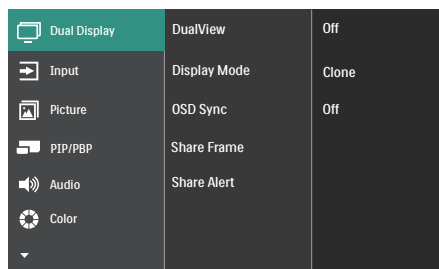 Dual Display DualView Off
Input Display Mode Clone
Picture OSD Sync Off
PIP/PBP Share Frame
Audio Share Alert
Color